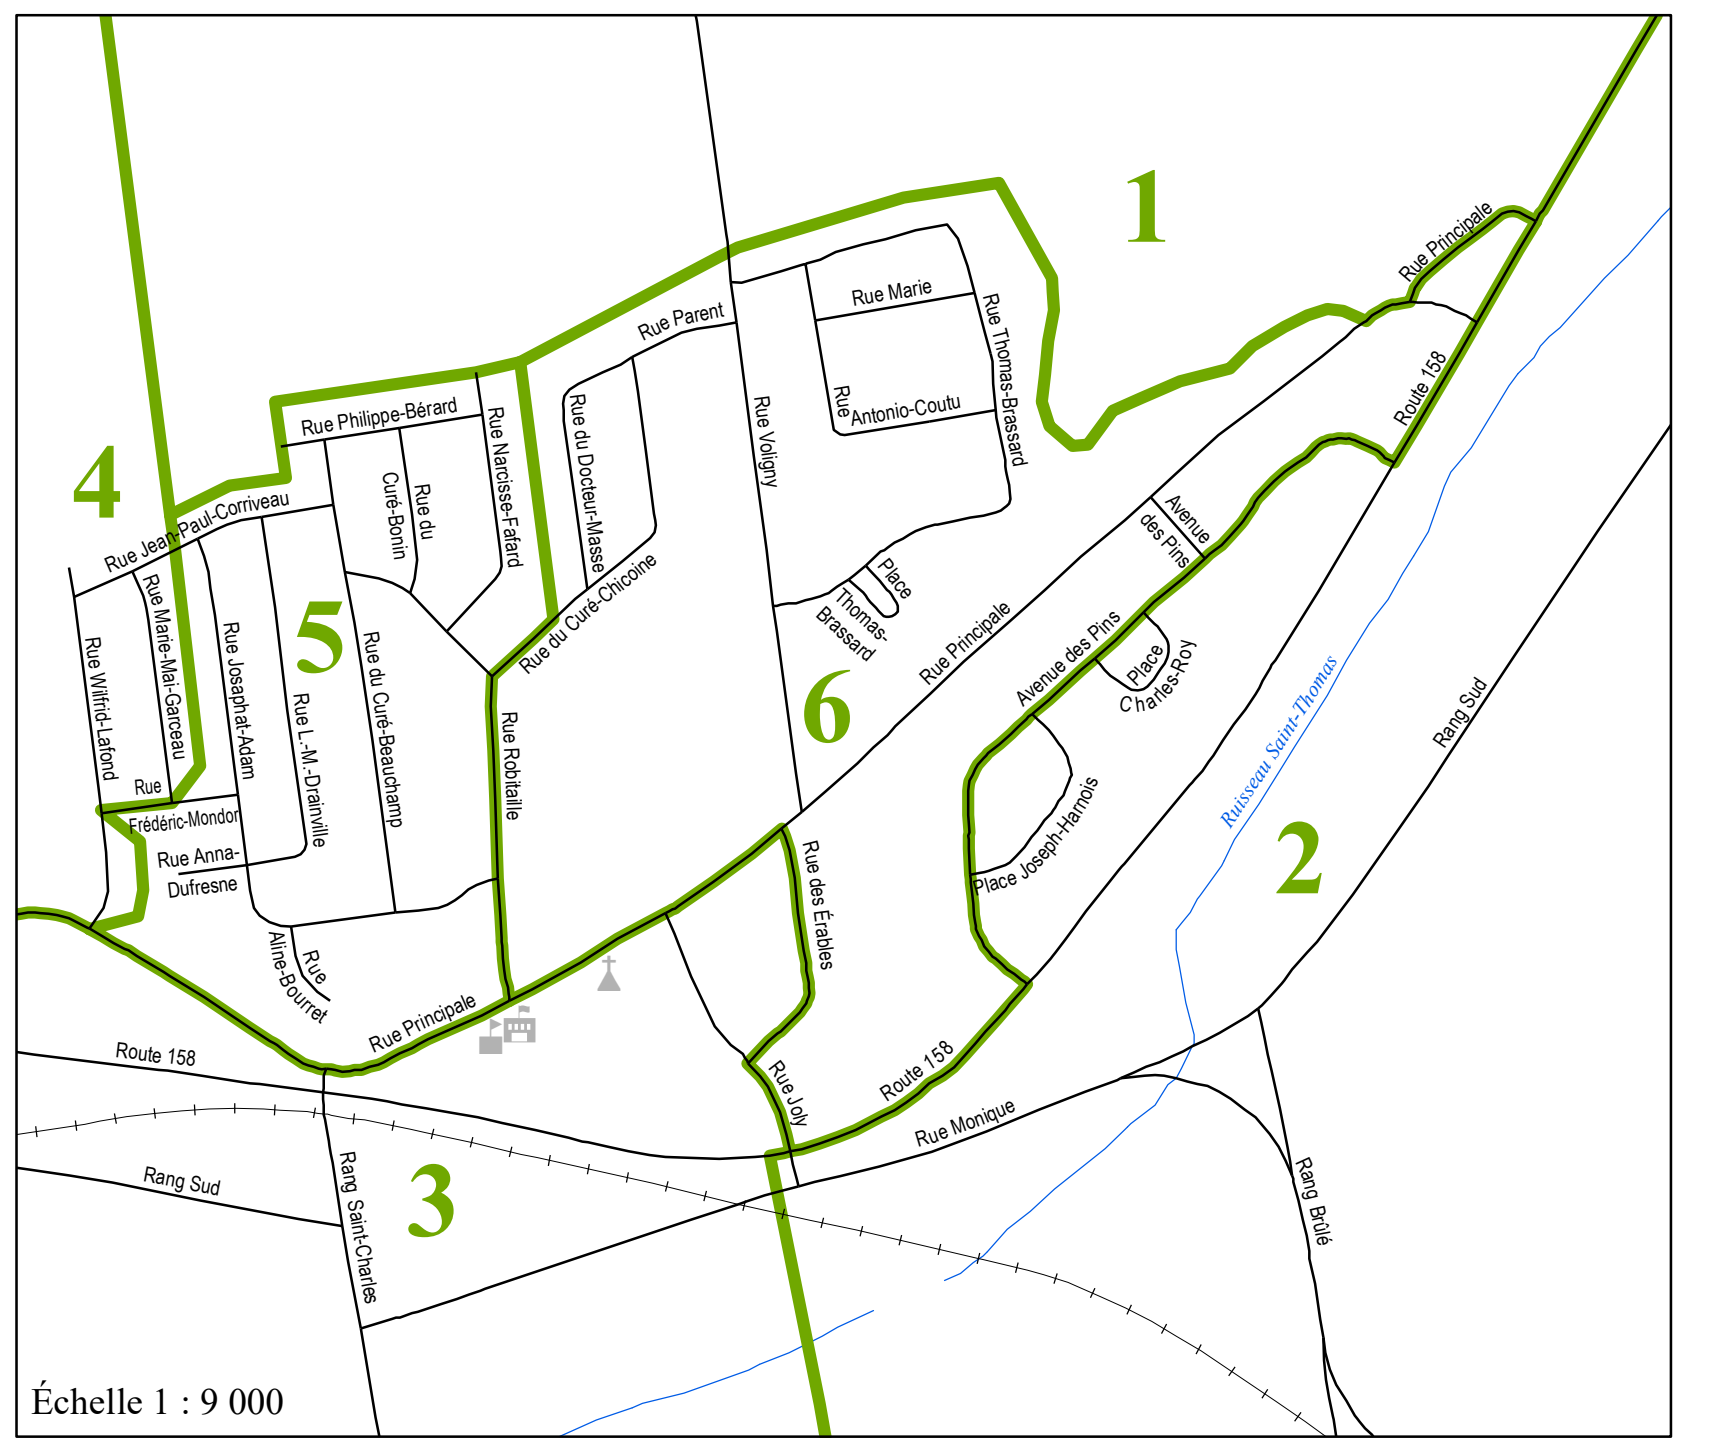 1
Rue Principale
Rue Marie
Rue Thomas-Brassard
Rue Parent
Route 158
Rue Philippe-Bérard
Rue Narcisse-Fafard
Rue du Docteur-Masse
Rue Voligny
Rue
Antonio-Coutu
4
Rue Jean-Paul-Corriveau
Rue du
Curé-Bonin
Avenue
des Pins
Rue Marie-Mai-Garceau
Place
Thomas-
Brassard
5
Rue du Curé-Chicoine
Rue Principale
Avenue des Pins
Place
Charles-Roy
Rue Wilfrid-Lafond
Rue Josaphat-Adam
Rue L.-M.-Drainville
Rue du Curé-Beauchamp
Rue Robitaille
6
Ruisseau Saint-Thomas
Rang Sud
Rue
Frédéric-Mondor
Rue Anna-
Dufresne
Rue des Érables
Place Joseph-Harnois
2
Rue
Aline-Bourret
Rue Principale
Route 158
Rue Joly
Route 158
Rue Monique
Rang Sud
Rang Saint-Charles
3
Rang Brûlé
Échelle 1 : 9 000